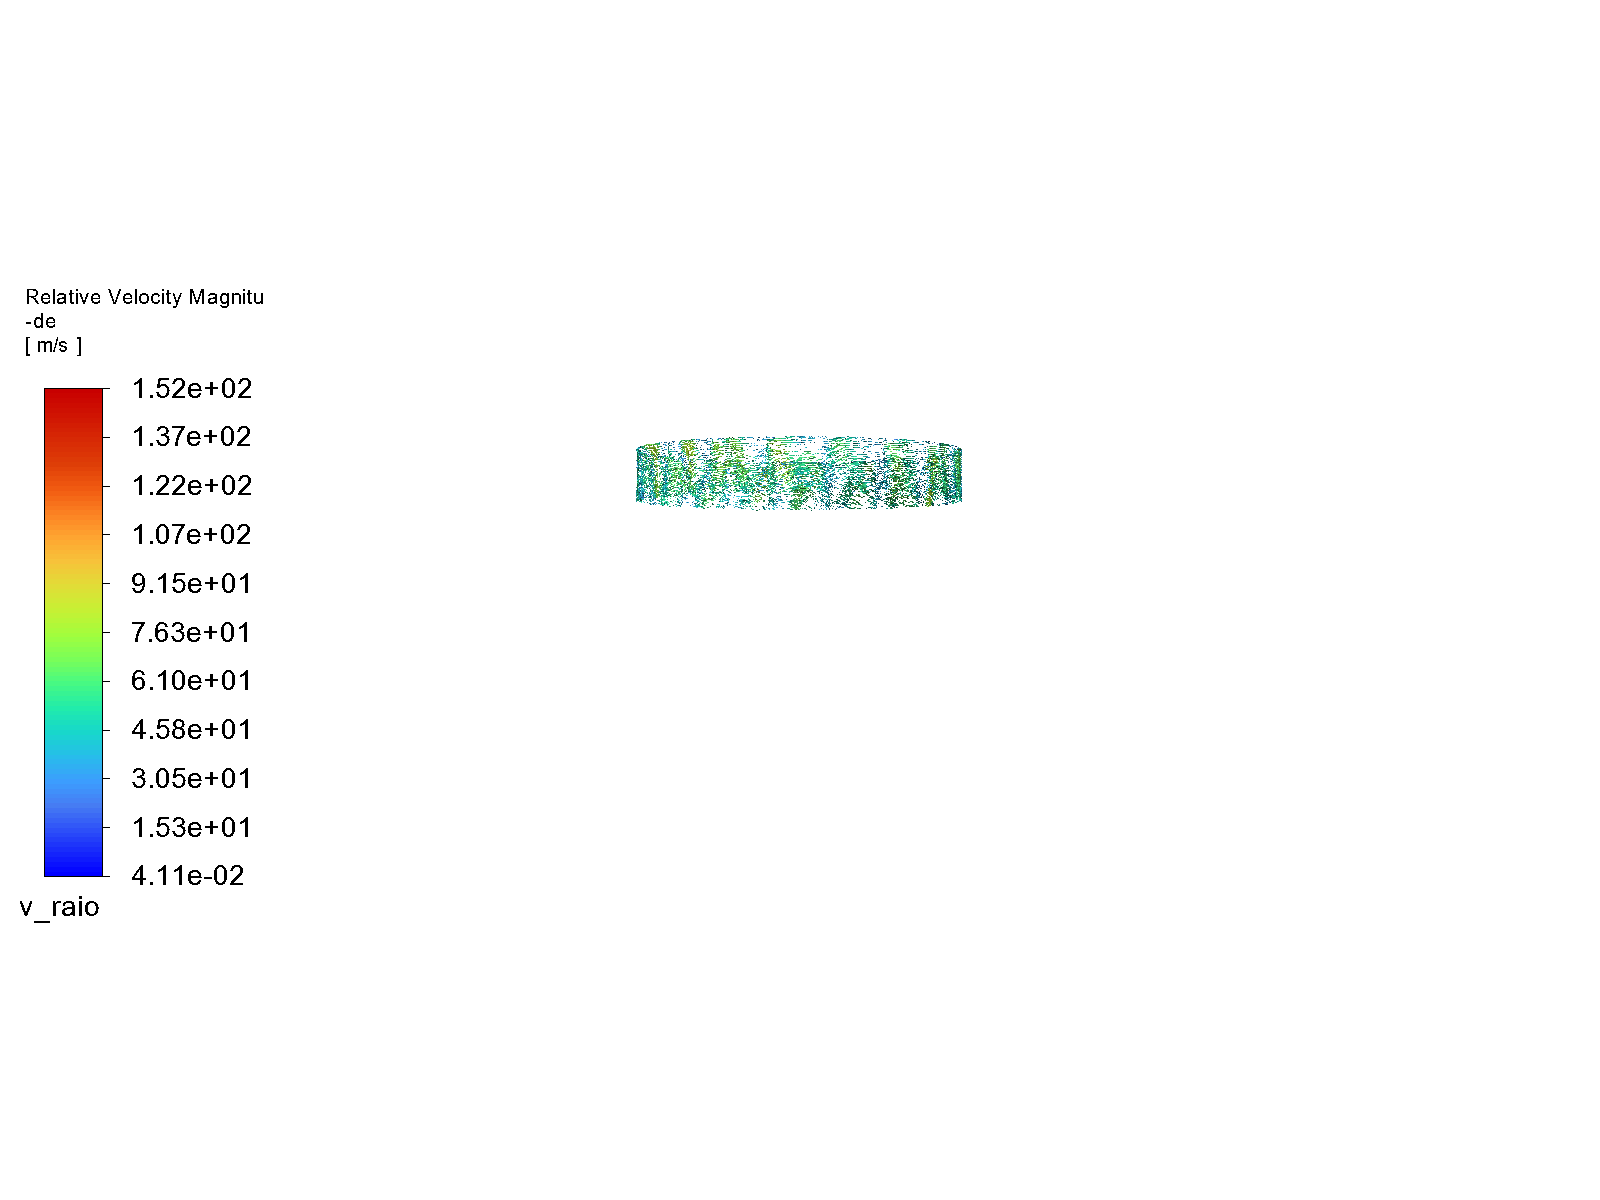 Relative Velocity Magnitu
-de
[ m/s ]
1.52e+02
1.37e+02
1.22e+02
1.07e+02
9.15e+01
7.63e+01
6.10e+01
4.58e+01
3.05e+01
1.53e+01
4.11e-02
v_raio